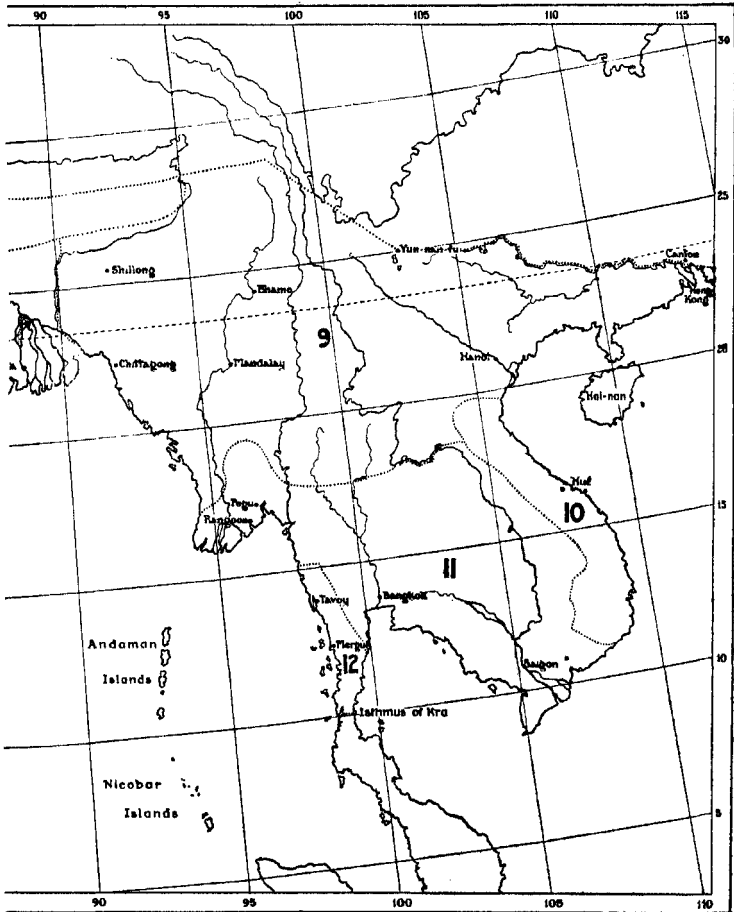 90 95 100 105 110 115
30
25
Yun-nan-fu
Canton
Shillong
Hong
Kong
Bhamo
20
9
Hanoi
Chittagong
Mandalay
Hai-nan
Hué
Pegu
15
Rangoon
10
11
Tavoy
Bangkok
Andaman
Mergui
12
Saigon
10
Islands
Isthmus of Kra
Nicobar
Islands
5
90 95 100 105 110